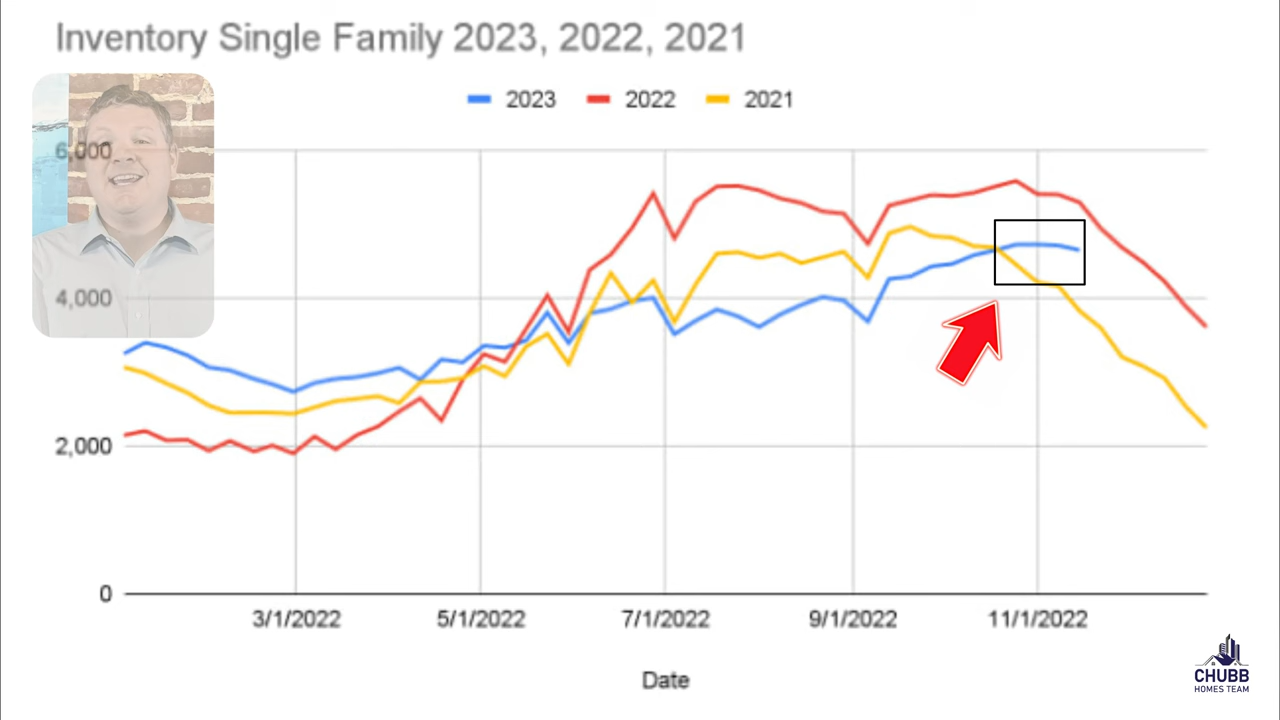 Inventory Single Family 2023, 2022, 2021
2023 2022 2021
6,000
4,000
2,000
0
3/1/2022 5/1/2022 7/1/2022 9/1/2022 11/1/2022
Date
CHUBB
HOMES TEAM